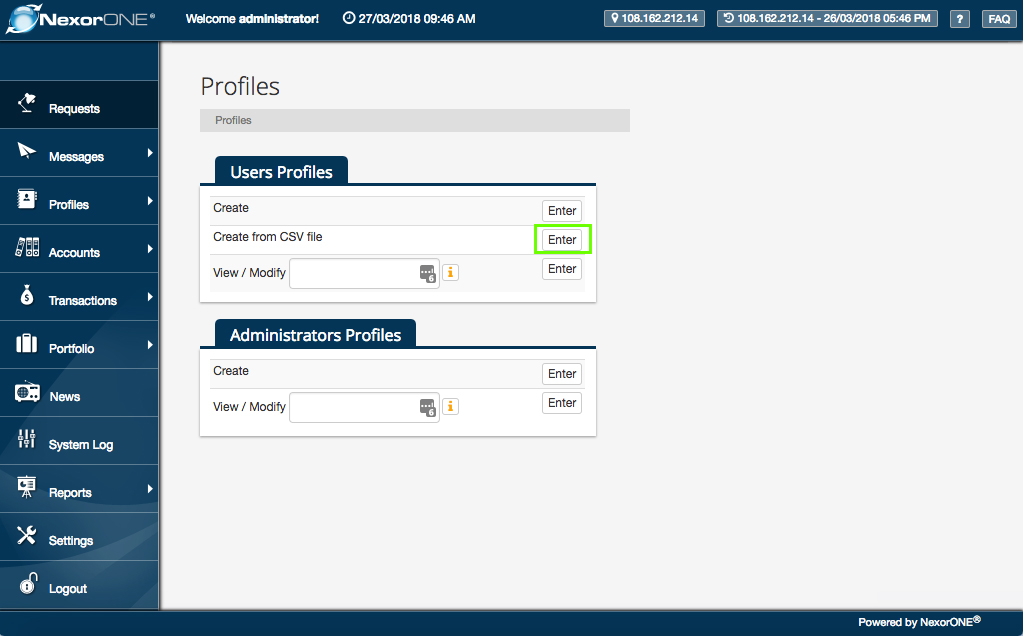 NexorONE®
Welcome administrator!
27/03/2018 09:46 AM
108.162.212.14
108.162.212.14 - 26/03/2018 05:46 PM
?
FAQ
Requests
Messages
Profiles
Accounts
Transactions
Portfolio
News
System Log
Reports
Settings
Logout
Profiles
Profiles
Users Profiles
Create Enter
Create from CSV file Enter
View / Modify 6 i Enter
Administrators Profiles
Create Enter
View / Modify 6 i Enter
Powered by NexorONE®